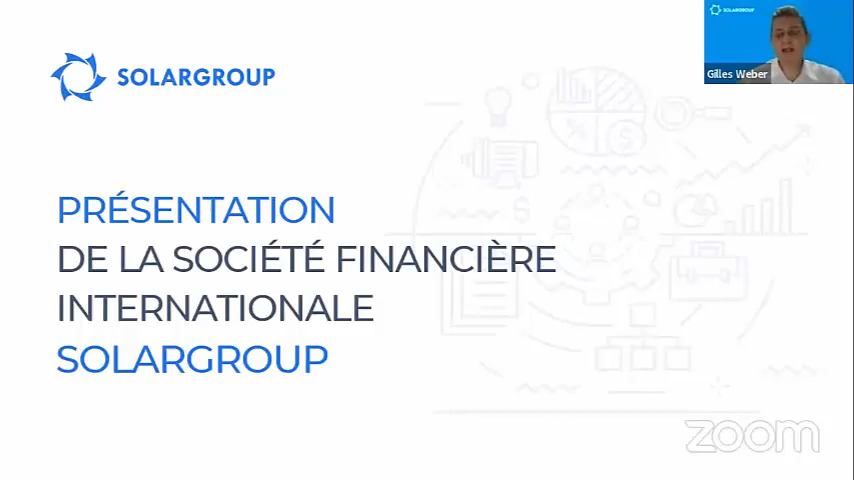 SOLARGROUP
SOLARGROUP
Gilles Weber
PRÉSENTATION
DE LA SOCIÉTÉ FINANCIÈRE
INTERNATIONALE
SOLARGROUP
zoom